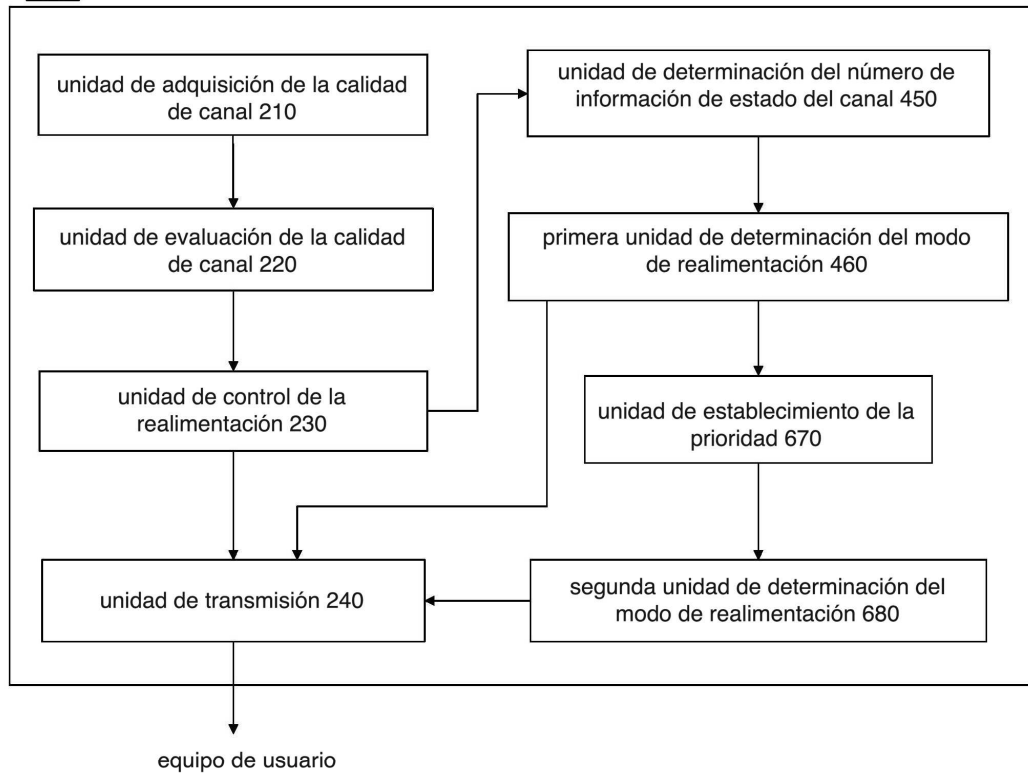 unidad de adquisición de la calidad
de canal 210
unidad de evaluación de la calidad
de canal 220
unidad de control de la
realimentación 230
unidad de transmisión 240
unidad de determinación del número de
información de estado del canal 450
primera unidad de determinación del modo
de realimentación 460
unidad de establecimiento de la
prioridad 670
segunda unidad de determinación del
modo de realimentación 680
equipo de usuario